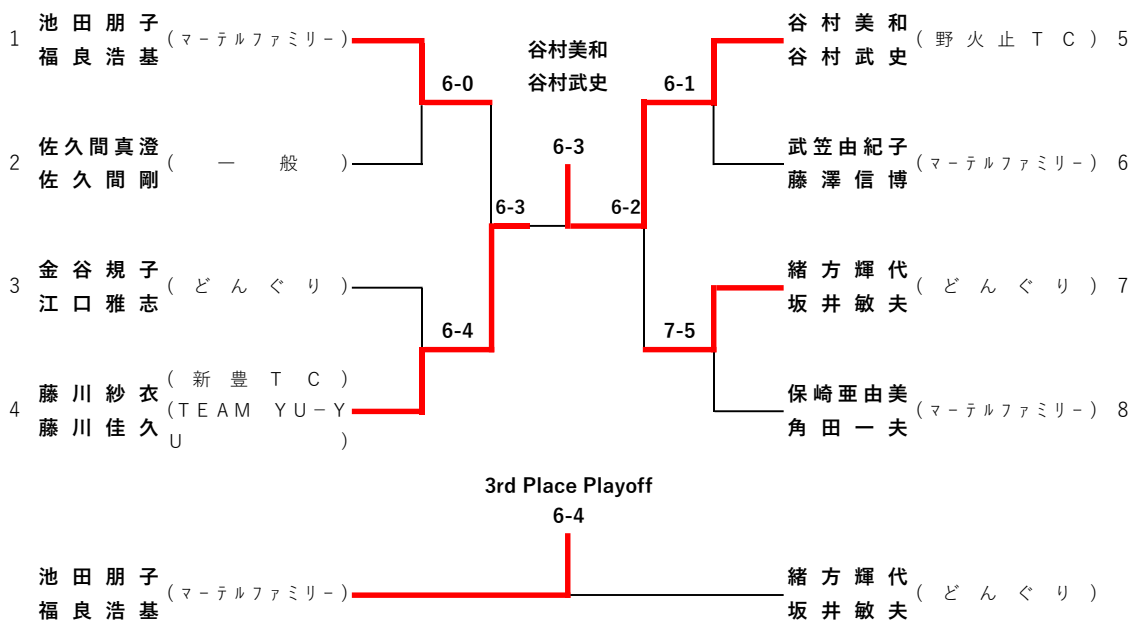 1 池田朋子 (マーテルファミリー)
福良浩基
谷村美和
谷村武史
谷村美和 (野火止TC) 5
谷村武史
6-0
6-1
2 佐久間真澄 (一般)
佐久間剛
6-3
武笠由紀子 (マーテルファミリー) 6
藤澤信博
6-3
6-2
3 金谷規子 (どんぐり)
江口雅志
緒方輝代 (どんぐり) 7
坂井敏夫
6-4
7-5
4 藤川紗衣 (新豊TC)
藤川佳久 (TEAM YU-Y
U)
保崎亜由美 (マーテルファミリー) 8
角田一夫
3rd Place Playoff
6-4
池田朋子 (マーテルファミリー)
福良浩基
緒方輝代 (どんぐり)
坂井敏夫